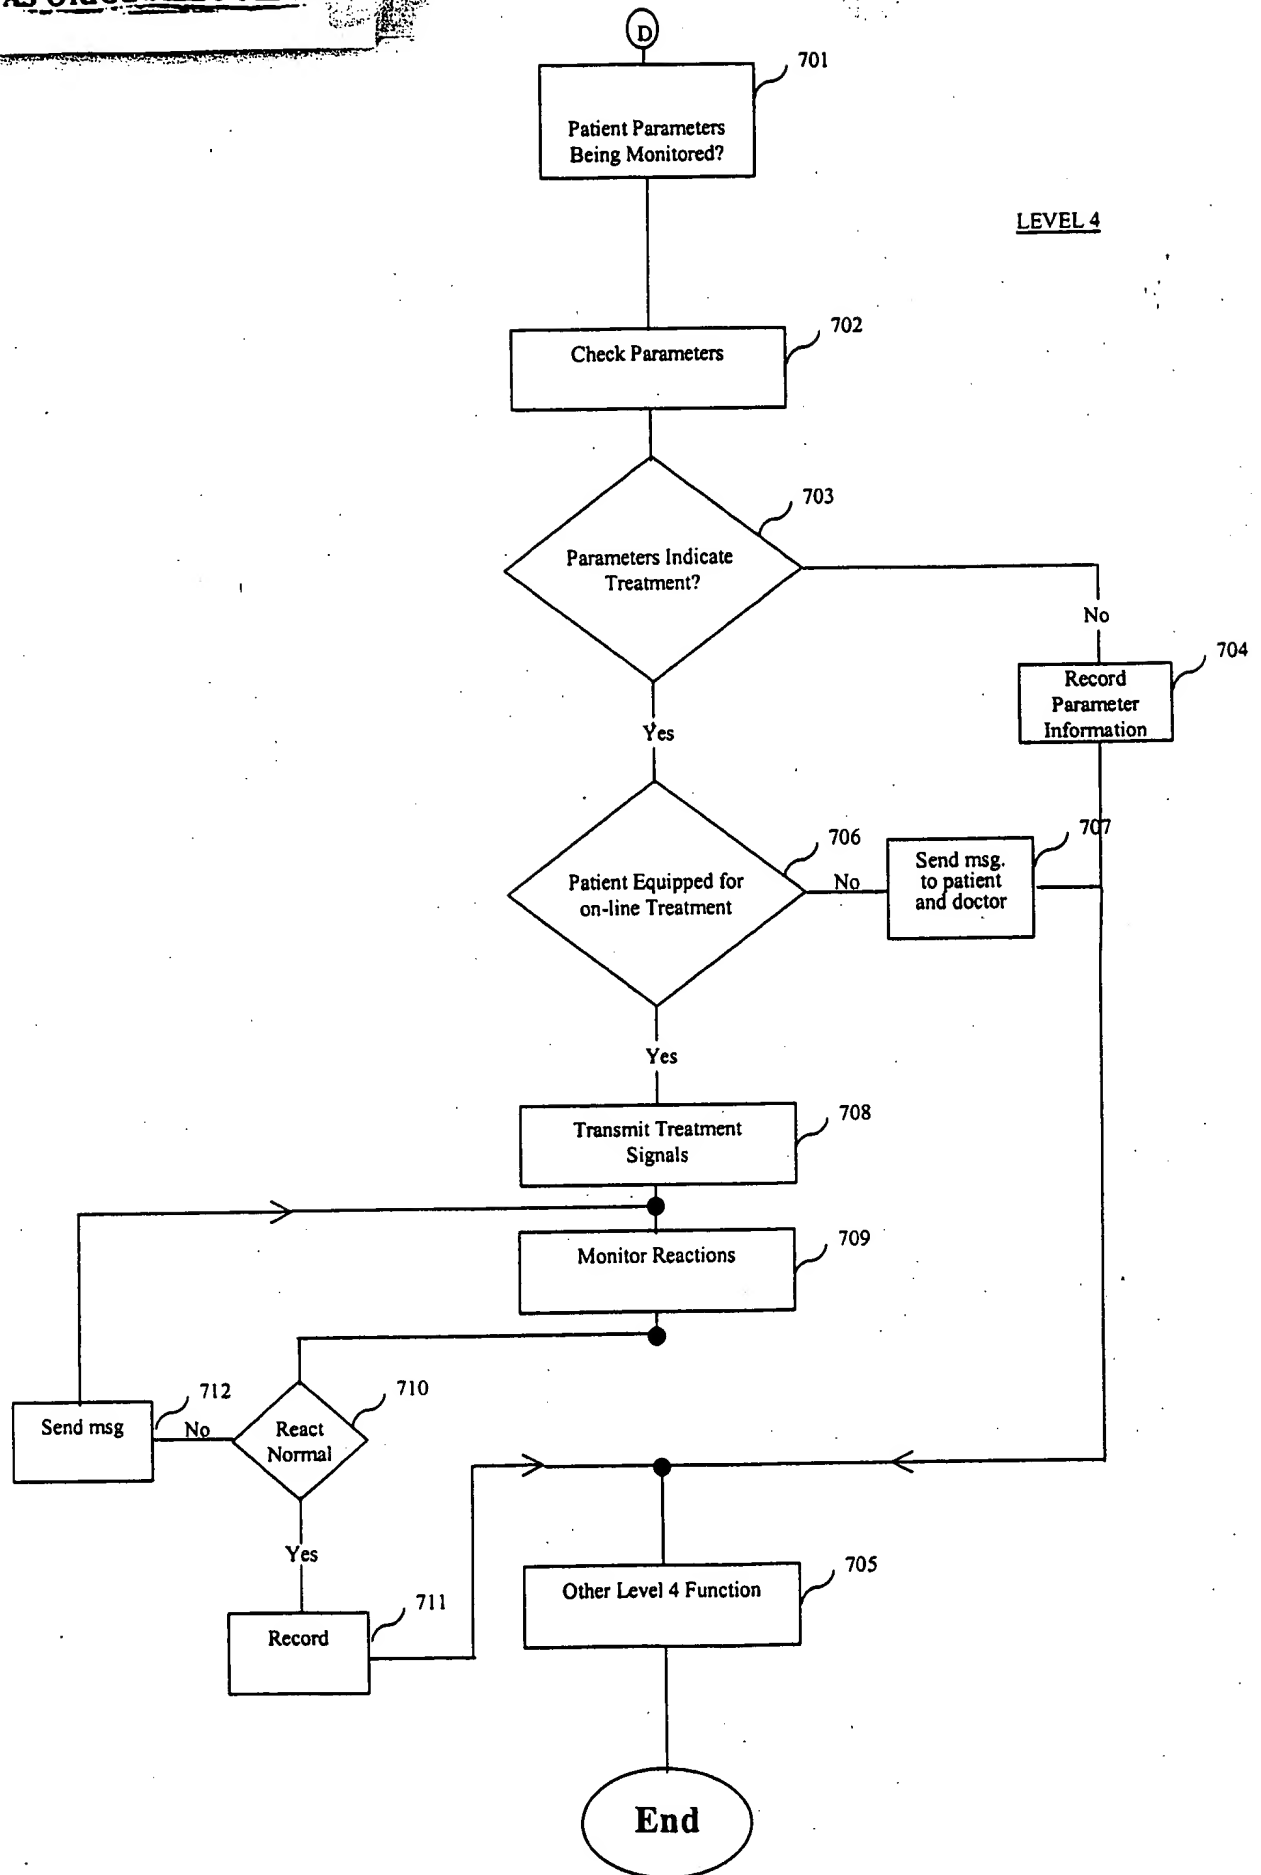 D
701
Patient Parameters
Being Monitored?
LEVEL 4
702
Check Parameters
703
Parameters Indicate
Treatment?
No
704
Record
Parameter
Information
Yes
706
Patient Equipped for
on-line Treatment
No
707
Send msg.
to patient
and doctor
Yes
708
Transmit Treatment
Signals
709
Monitor Reactions
712
Send msg
No
710
React
Normal
Yes
711
Record
705
Other Level 4 Function
End